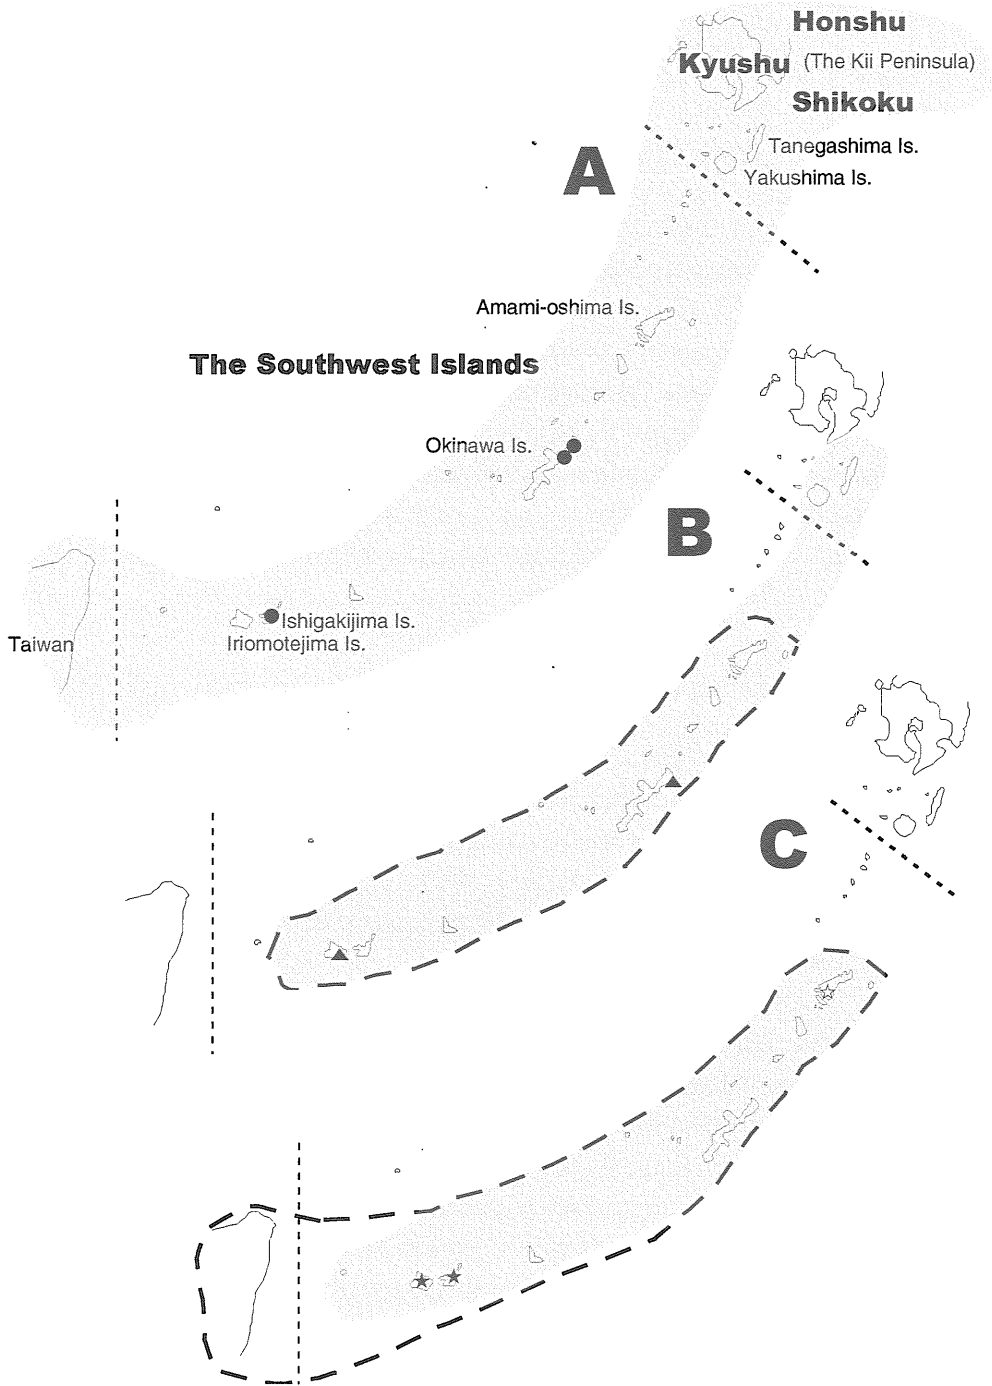 Honshu
Kyushu (The Kii Peninsula)
Shikoku
Tanegashima Is.
A
Yakushima Is.
Amami-oshima Is.
The Southwest Islands
Okinawa Is.
B
Ishigakijima Is.
Taiwan
Iriomotejima Is.
C